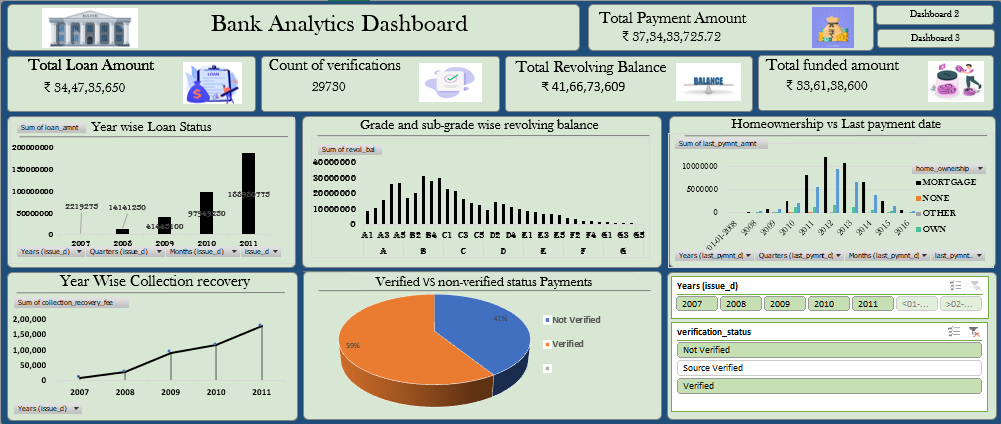 Bank Analytics Dashboard
Total Payment Amount
₹ 37,34,33,725.72
Dashboard 2
Dashboard 3
Total Loan Amount
₹ 34,47,35,650
LOAN
Count of verifications
29730
Total Revolving Balance
₹ 41,66,73,609
BALANCE
Total funded amount
₹ 33,61,38,600
Year wise Loan Status
Sum of loan_amnt
200000000
150000000
100000000
50000000
0
2219275
14141250
97949250
2007
2008
2009
2010
2011
Years (issue_d)
Quarters (issue_d)
Months (issue_d)
issue_d
Grade and sub-grade wise revolving balance
Sum of revol_bal
40000000
30000000
20000000
10000000
0
A1 A3 A5 B2 B4 C1 C3 C5 D2 D4 E1 E3 E5 F2 F4 G1 G3 G5
A B C D E F G
Homeownership vs Last payment date
Sum of last_pymnt_amnt
10000000
5000000
0
home_ownership
MORTGAGE
NONE
OTHER
OWN
2008
2009
2010
2011
2012
2013
2014
2015
2016
Years (last_pymnt_d)
Quarters (last_pymnt_d)
Months (last_pymnt_d)
last_pymnt..
Year Wise Collection recovery
Sum of collection_recovery_fee
2,00,000
1,50,000
1,00,000
50,000
0
2007
2008
2009
2010
2011
Years (issue_d)
Verified VS non-verified status Payments
41%
59%
Not Verified
Verified
Years (issue_d)
2007
2008
2009
2010
2011
<01-...
>02-...
verification_status
Not Verified
Source Verified
Verified